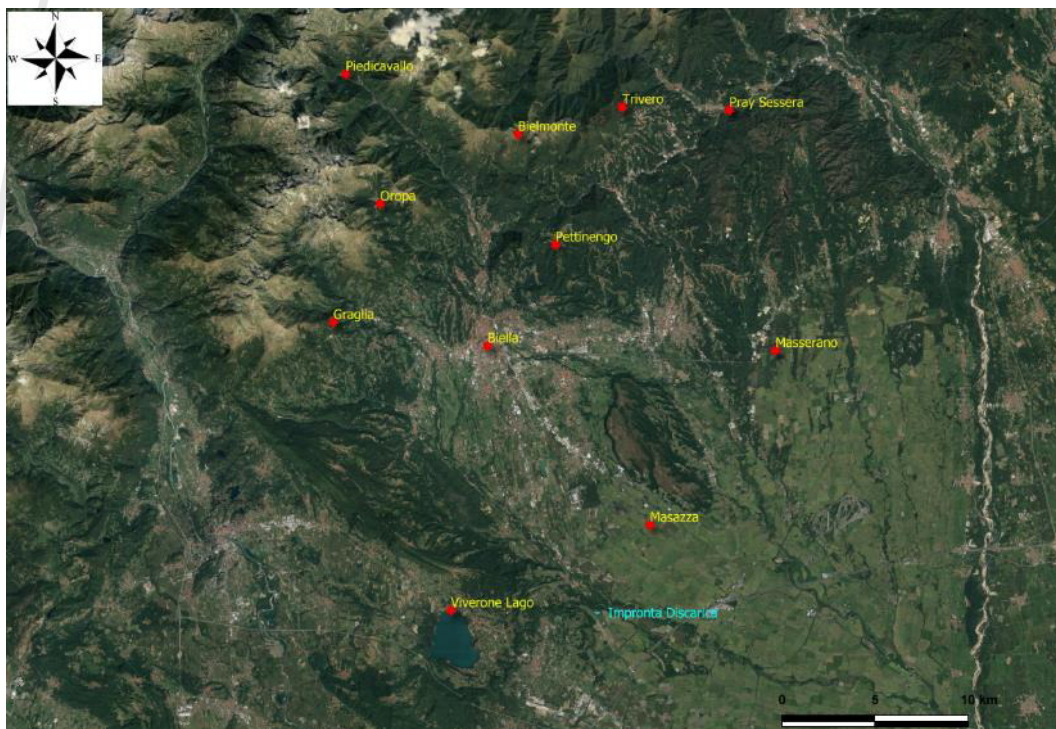 N
W E
S
Piedicavallo
Trivero
Pray Sessera
Bielmonte
Oropa
Pettinengo
Graglia
Biella
Masserano
Masazza
Viverone Lago
Impronta Discarica
0 5 10 km